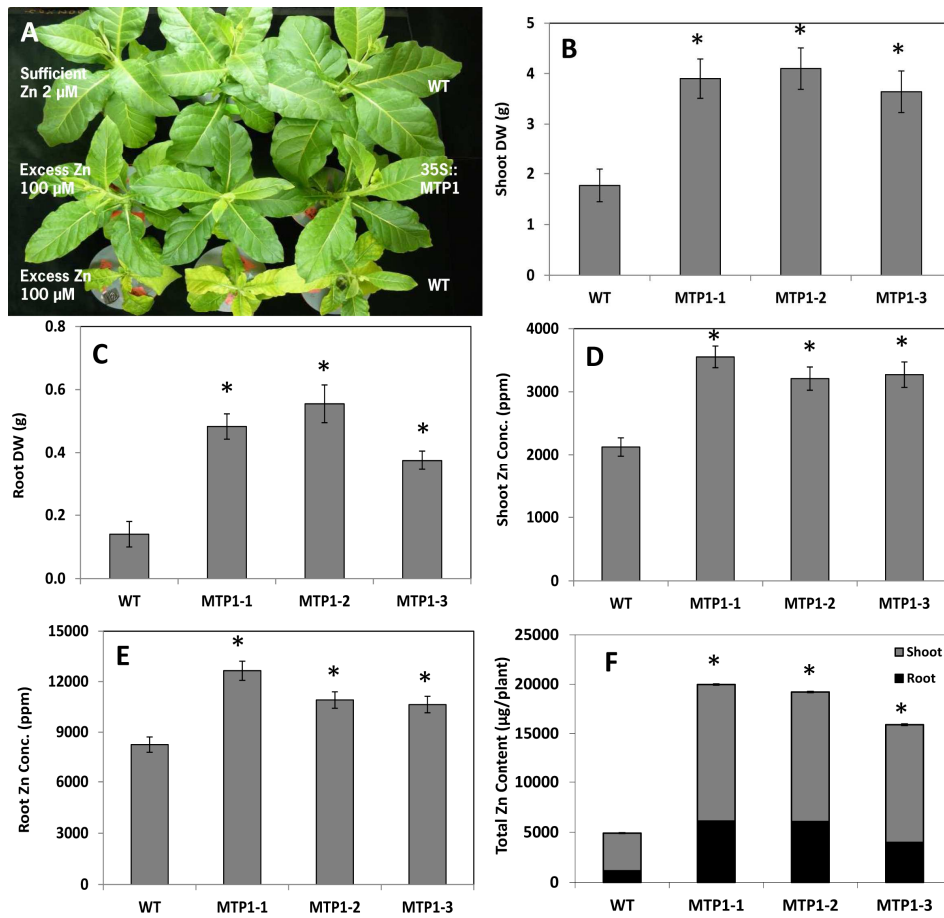 A
Sufficient
Zn 2 µM
WT
Excess Zn
100 µM
35S::
MTP1
Excess Zn
100 µM
WT
B
Shoot DW (g)
5
4
3
2
1
0
*
*
*
WT
MTP1-1
MTP1-2
MTP1-3
C
Root DW (g)
0.8
0.6
0.4
0.2
0.0
*
*
*
WT
MTP1-1
MTP1-2
MTP1-3
D
Shoot Zn Conc. (ppm)
4000
3000
2000
1000
0
*
*
*
WT
MTP1-1
MTP1-2
MTP1-3
E
Root Zn Conc. (ppm)
15000
12000
9000
6000
3000
0
*
*
*
WT
MTP1-1
MTP1-2
MTP1-3
F
Total Zn Content (µg/plant)
25000
20000
15000
10000
5000
0
*
*
*
Shoot
Root
WT
MTP1-1
MTP1-2
MTP1-3